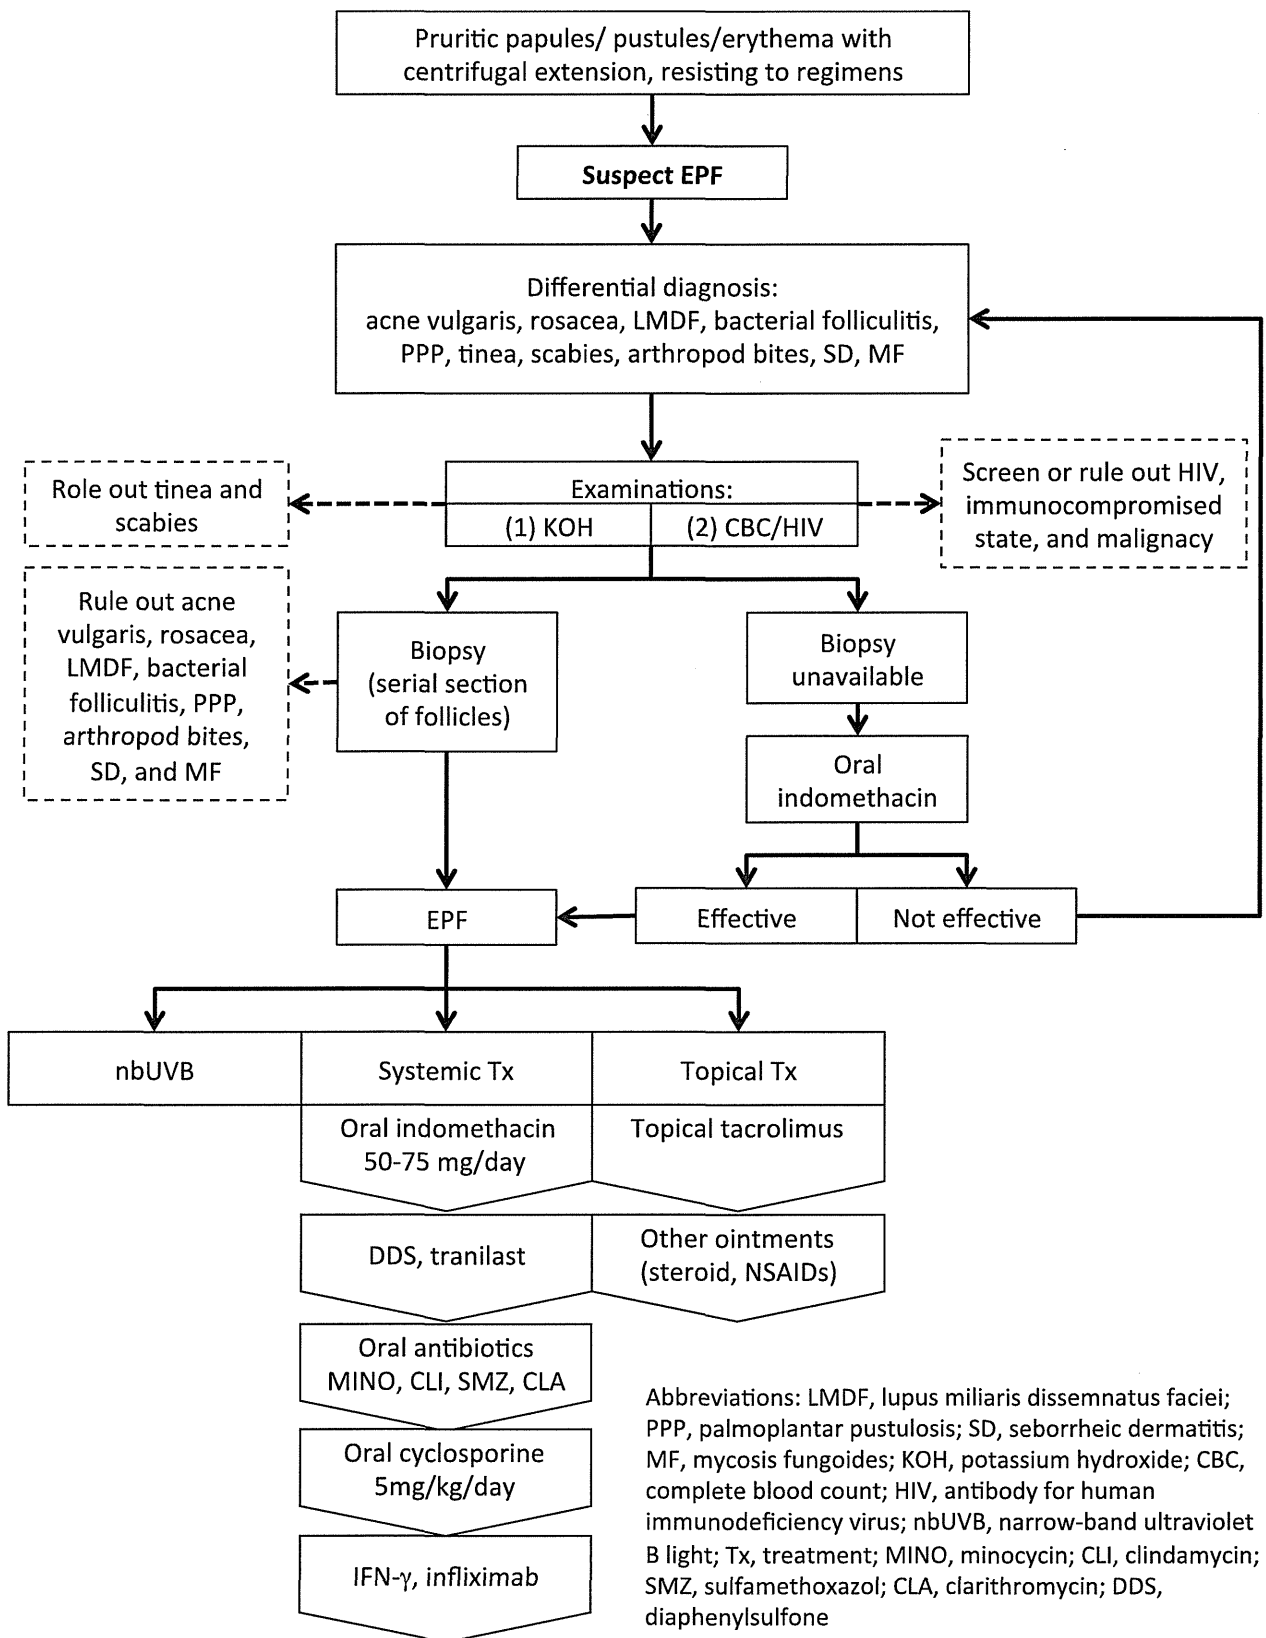 Pruritic papules/ pustules/erythema with
centrifugal extension, resisting to regimens
Suspect EPF
Differential diagnosis:
acne vulgaris, rosacea, LMDF, bacterial folliculitis,
PPP, tinea, scabies, arthropod bites, SD, MF
Role out tinea and
scabies
Examinations:
(1) KOH
(2) CBC/HIV
Screen or rule out HIV,
immunocompromised
state, and malignacy
Rule out acne
vulgaris, rosacea,
LMDF, bacterial
folliculitis, PPP,
arthropod bites,
SD, and MF
Biopsy
(serial section
of follicles)
Biopsy
unavailable
Oral
indomethacin
EPF
Effective
Not effective
nbUVB
Systemic Tx
Topical Tx
Oral indomethacin
50-75 mg/day
Topical tacrolimus
DDS, tranilast
Other ointments
(steroid, NSAIDs)
Oral antibiotics
MINO, CLI, SMZ, CLA
Oral cyclosporine
5mg/kg/day
IFN-γ, infliximab
Abbreviations: LMDF, lupus miliaris dissemnatus faciei;
PPP, palmoplantar pustulosis; SD, seborrheic dermatitis;
MF, mycosis fungoides; KOH, potassium hydroxide; CBC,
complete blood count; HIV, antibody for human
immunodeficiency virus; nbUVB, narrow-band ultraviolet
B light; Tx, treatment; MINO, minocycin; CLI, clindamycin;
SMZ, sulfamethoxazol; CLA, clarithromycin; DDS,
diaphenylsulfone